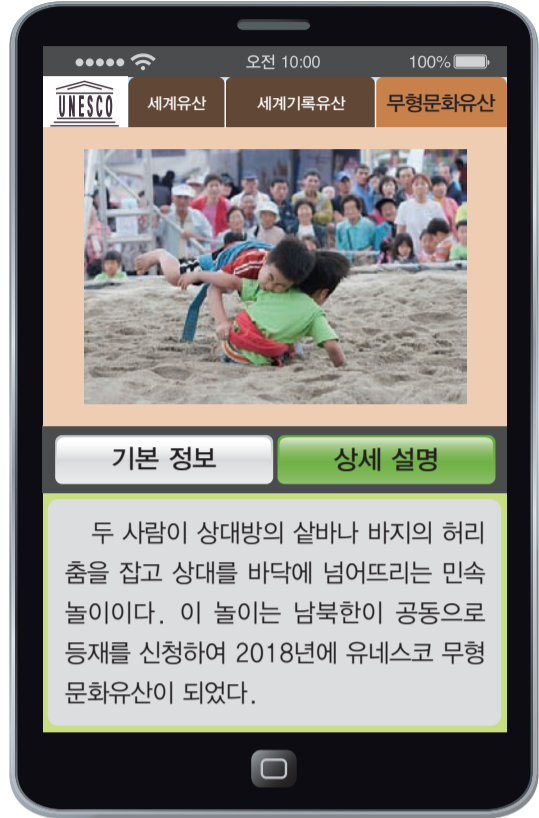 오전 10:00
100%
UNESCO
세계유산
세계기록유산
무형문화유산
기본 정보
상세 설명
두 사람이 상대방의 샅바나 바지의 허리
춤을 잡고 상대를 바닥에 넘어뜨리는 민속
놀이이다. 이 놀이는 남북한이 공동으로
등재를 신청하여 2018년에 유네스코 무형
문화유산이 되었다.